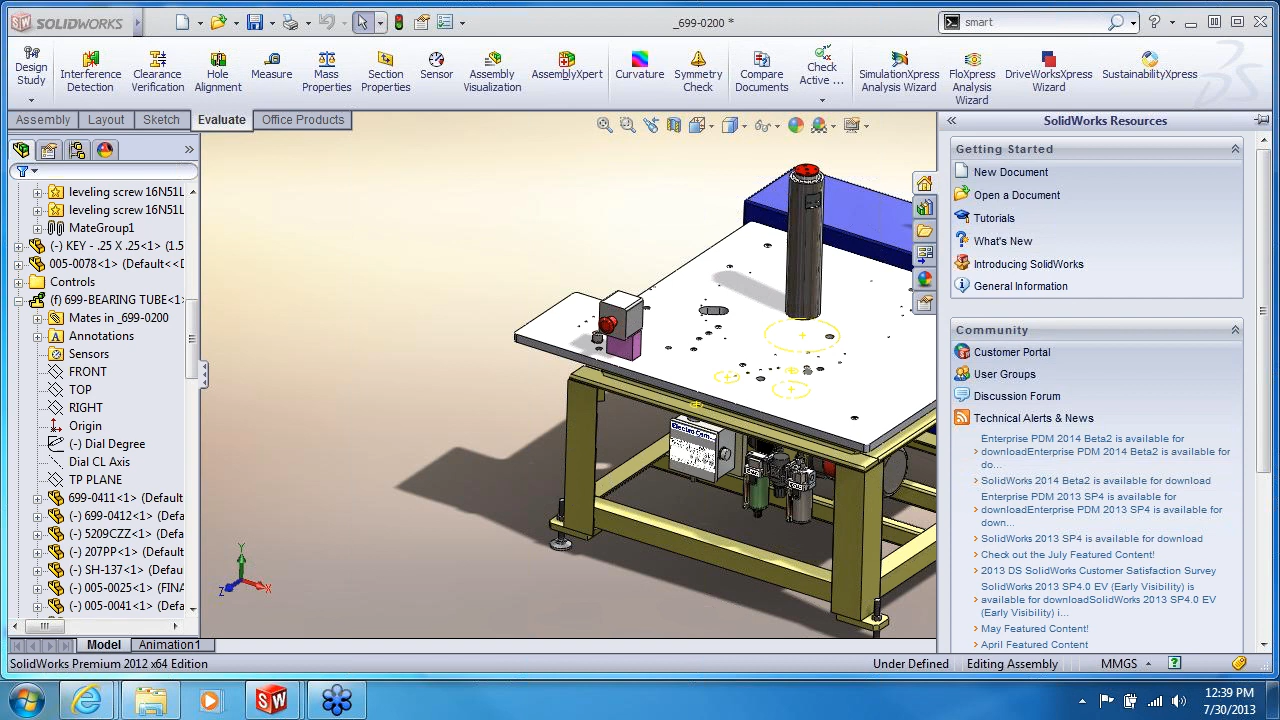 SOLIDWORKS
_699-0200 *
smart
Design Study
Interference Detection
Clearance Verification
Hole Alignment
Measure
Mass Properties
Section Properties
Sensor
Assembly Visualization
AssemblyXpert
Curvature
Symmetry Check
Compare Documents
Check Active ...
SimulationXpress Analysis Wizard
FloXpress Analysis Wizard
DriveWorksXpress Wizard
SustainabilityXpress
Assembly
Layout
Sketch
Evaluate
Office Products
leveling screw 16N51L
leveling screw 16N51L
MateGroup1
(-) KEY - .25 X .25<1> (1.5
005-0078<1> (Default<<D
Controls
(f) 699-BEARING TUBE<1>
Mates in _699-0200
Annotations
Sensors
FRONT
TOP
RIGHT
Origin
(-) Dial Degree
Dial CL Axis
TP PLANE
699-0411<1> (Default
(-) 699-0412<1> (Defa
(-) 5209CZZ<1> (Defa
(-) 207PP<1> (Defau
(-) SH-137<1> (Defau
(-) 005-0025<1> (FINA
(-) 005-0041<1> (Defa
Electro Com...
Y
Z
X
SolidWorks Resources
Getting Started
New Document
Open a Document
Tutorials
What's New
Introducing SolidWorks
General Information
Community
Customer Portal
User Groups
Discussion Forum
Technical Alerts & News
Enterprise PDM 2014 Beta2 is available for
downloadEnterprise PDM 2014 Beta2 is available for
do...
SolidWorks 2014 Beta2 is available for download
Enterprise PDM 2013 SP4 is available for
downloadEnterprise PDM 2013 SP4 is available for
down...
SolidWorks 2013 SP4 is available for download
Check out the July Featured Content!
2013 DS SolidWorks Customer Satisfaction Survey
SolidWorks 2013 SP4.0 EV (Early Visibility) is
available for downloadSolidWorks 2013 SP4.0 EV
(Early Visibility) i...
May Featured Content!
April Featured Content
Model
Animation1
SolidWorks Premium 2012 x64 Edition
Under Defined
Editing Assembly
MMGS
12:39 PM
7/30/2013